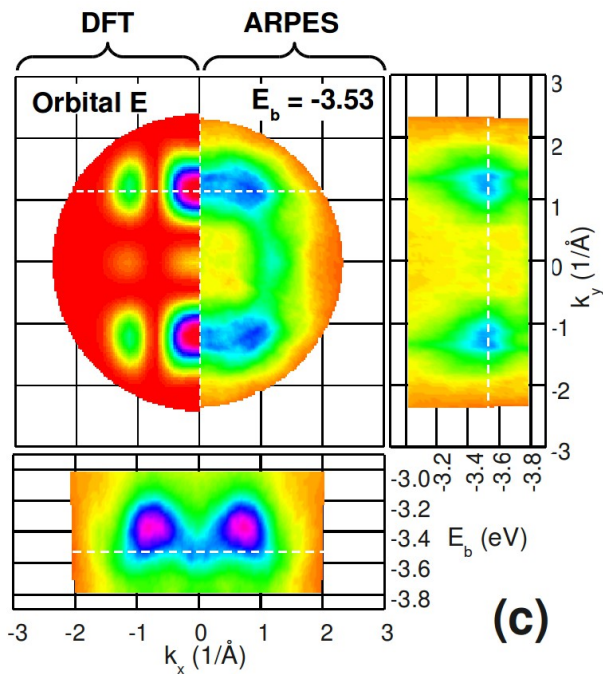 DFT ARPES
Orbital E E_b = -3.53
3
2
1
0
-1
-2
-3
k_y (1/Å)
-3.2
-3.4
-3.6
-3.8
E_b (eV)
-3.0
-3.2
-3.4
-3.6
-3.8
-3 -2 -1 0 1 2 3
k_x (1/Å)
(c)